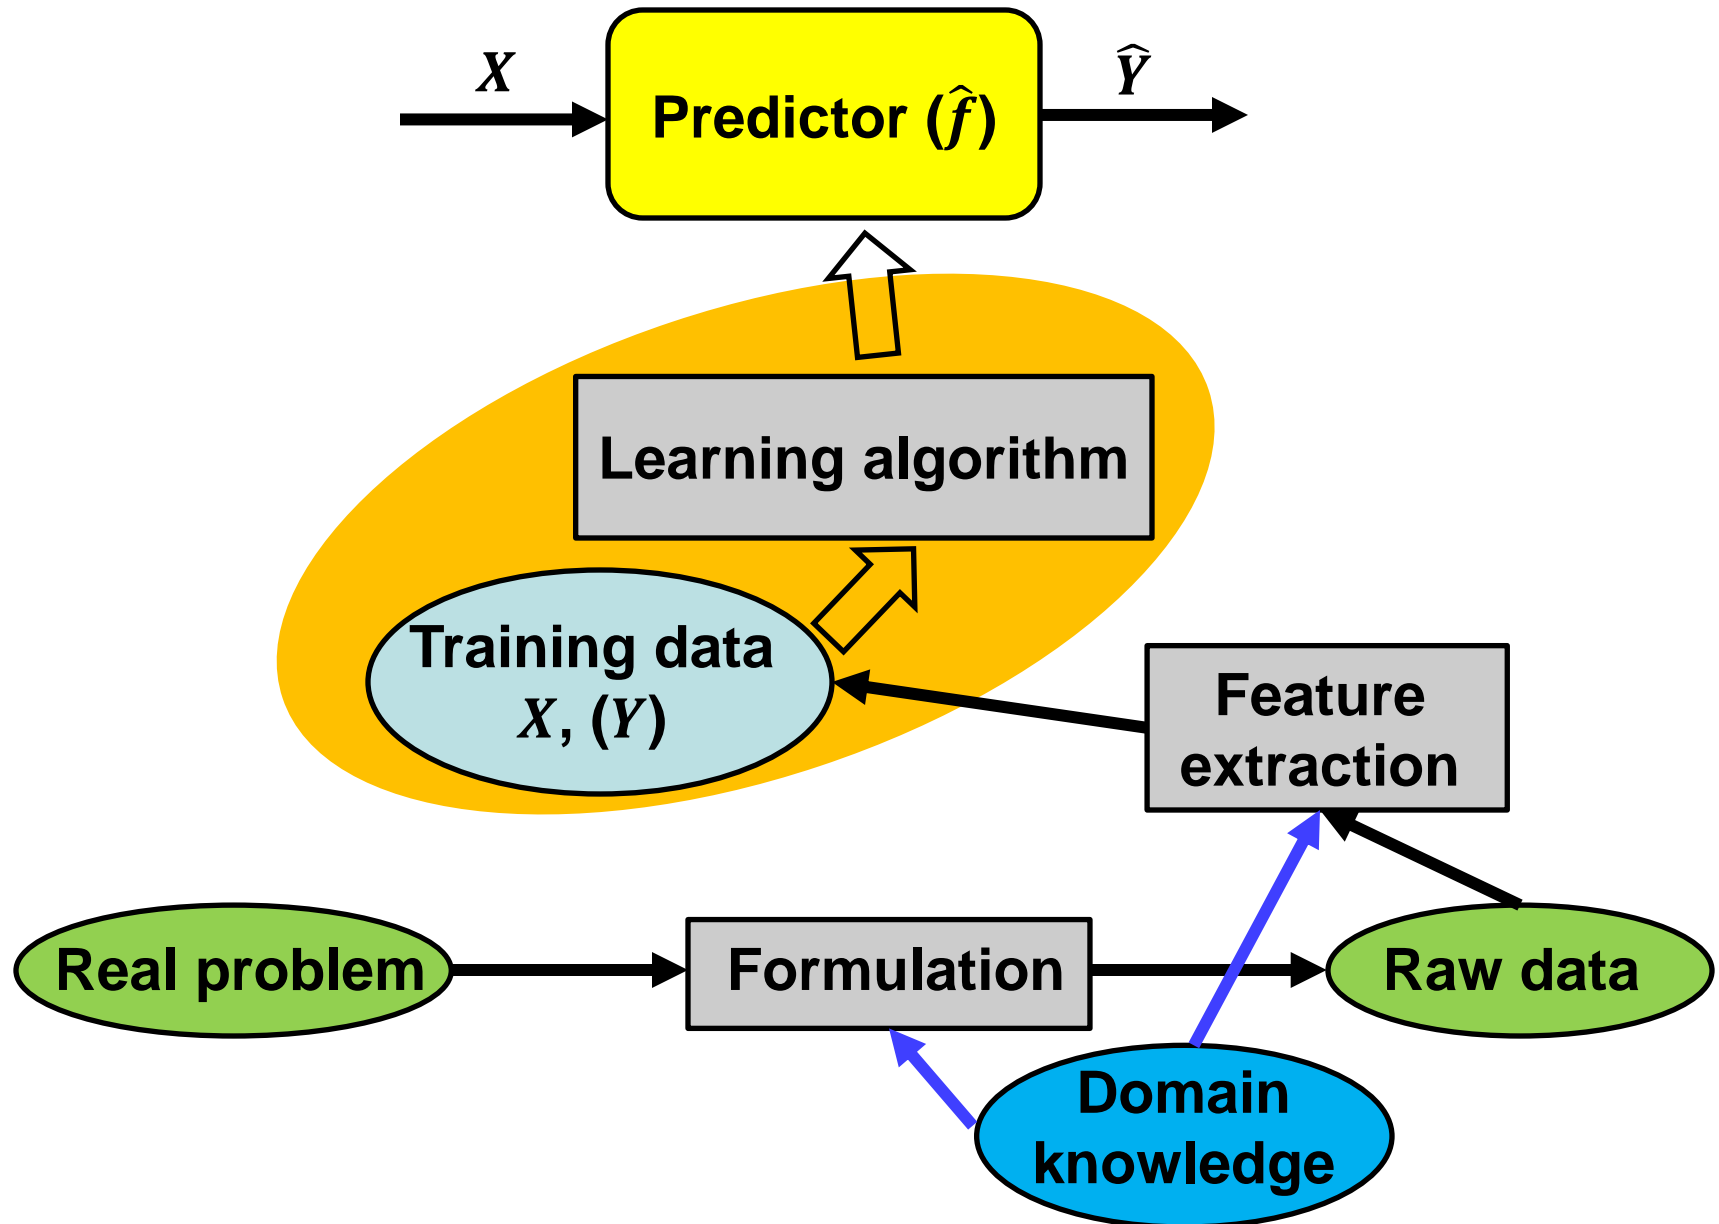 X
Ŷ
Predictor (f̂)
Learning algorithm
Training data
X, (Y)
Feature
extraction
Real problem
Formulation
Raw data
Domain
knowledge